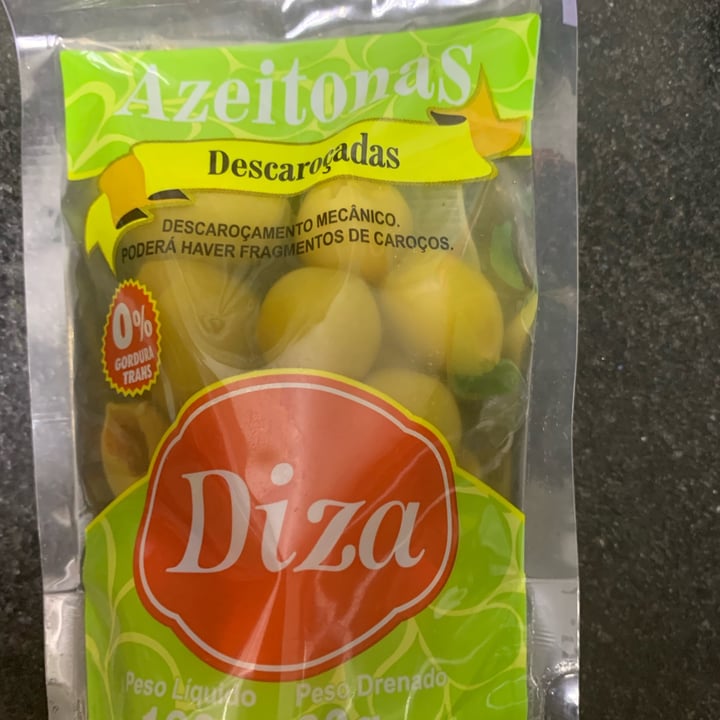 Azeitonas
Descaroçadas
DESCAROÇAMENTO MECÂNICO.
PODERÁ HAVER FRAGMENTOS DE CAROÇOS.
0%
GORDURA
TRANS
Diza
Peso Líquido Peso Drenado